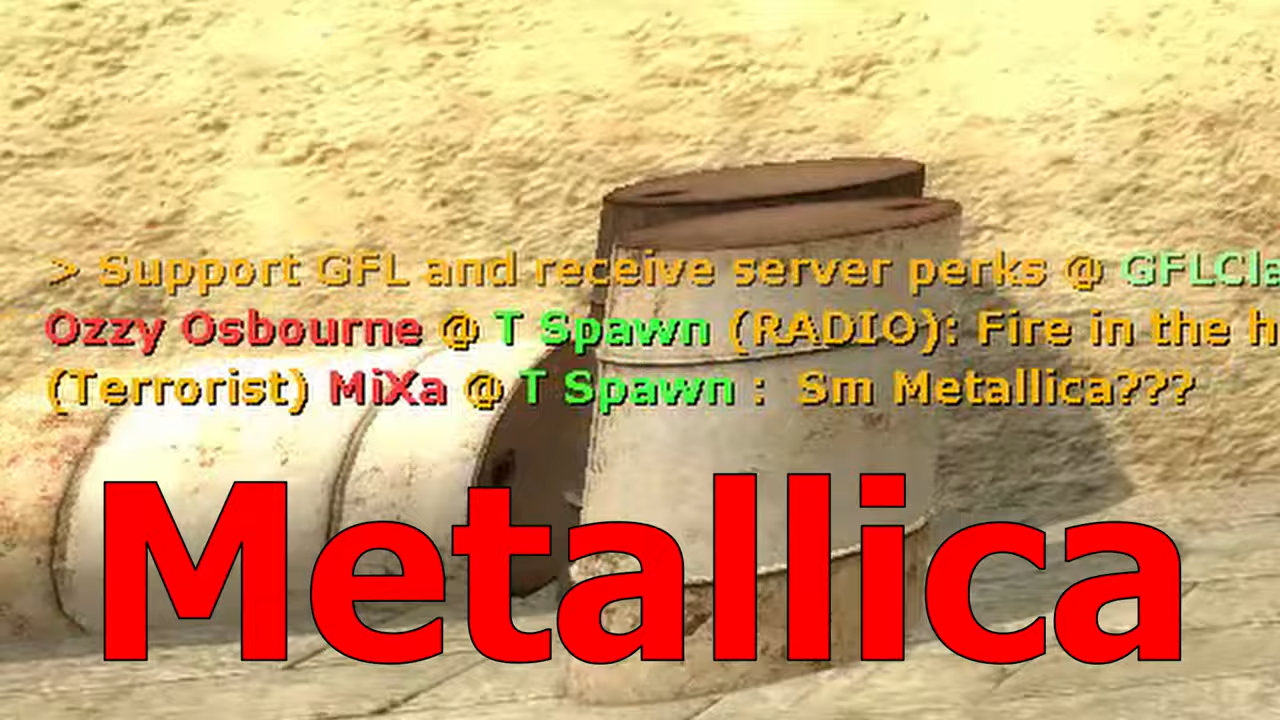 > Support GFL and receive server perks @ GFLCla
Ozzy Osbourne @ T Spawn (RADIO): Fire in the h
(Terrorist) MiXa @ T Spawn :  Sm Metallica???
Metallica